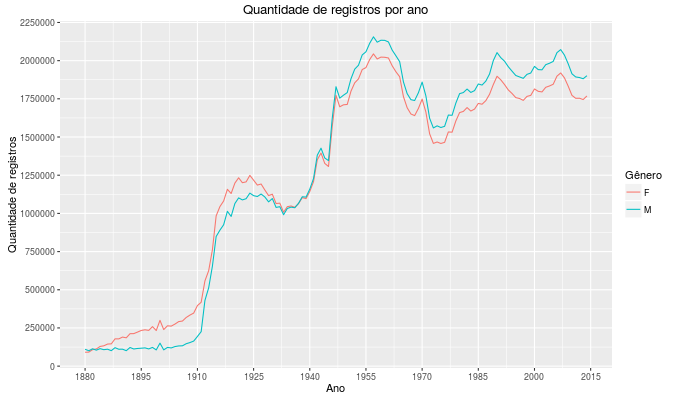 Quantidade de registros por ano
2250000
2000000
1750000
1500000
1250000
1000000
750000
500000
250000
0
Quantidade de registros
1880 1895 1910 1925 1940 1955 1970 1985 2000 2015
Ano
Gênero
F
M